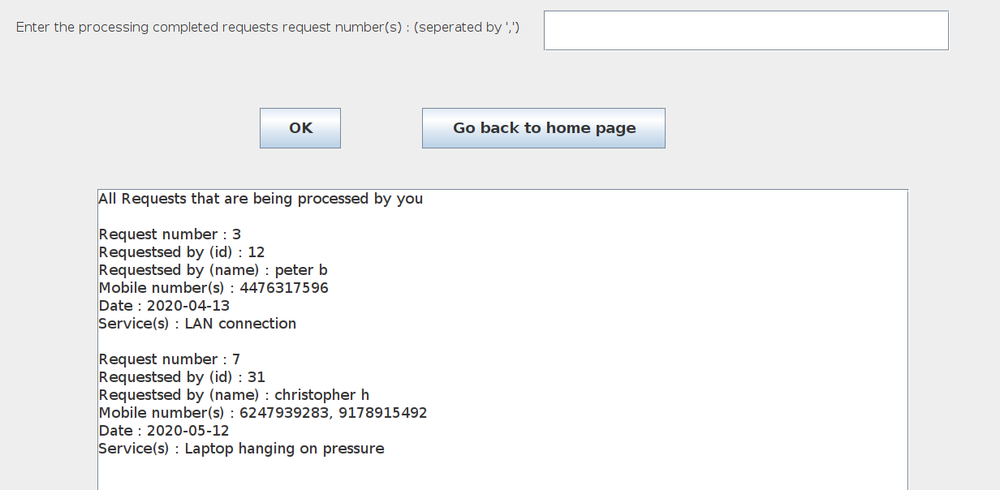 Enter the processing completed requests request number(s) : (seperated by ',')
OK
Go back to home page
All Requests that are being processed by you
Request number : 3
Requestsed by (id) : 12
Requestsed by (name) : peter b
Mobile number(s) : 4476317596
Date : 2020-04-13
Service(s) : LAN connection
Request number : 7
Requestsed by (id) : 31
Requestsed by (name) : christopher h
Mobile number(s) : 6247939283, 9178915492
Date : 2020-05-12
Service(s) : Laptop hanging on pressure